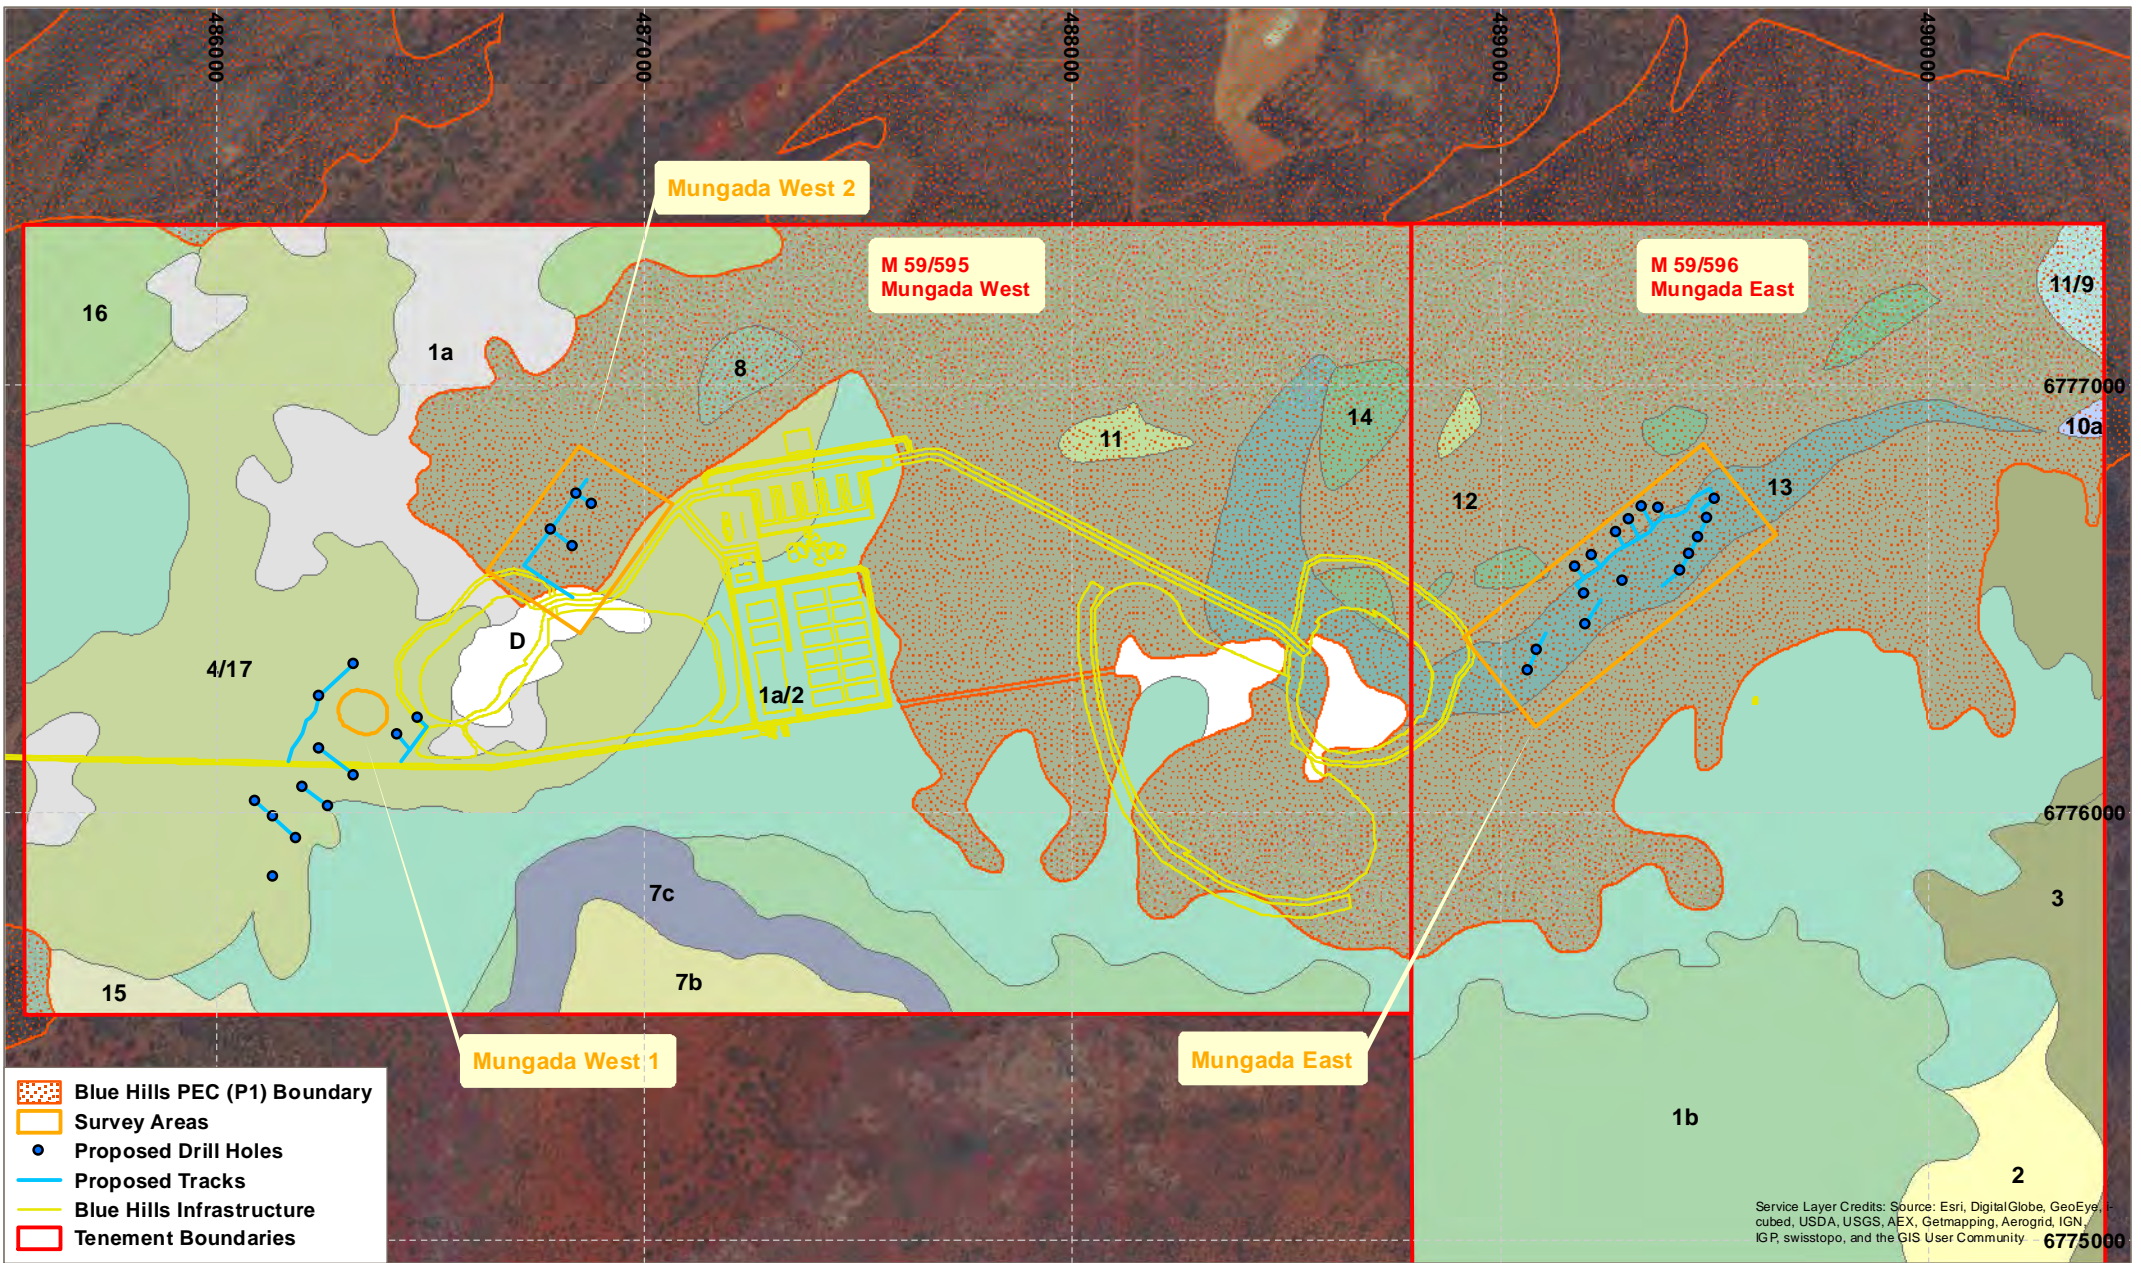 486000
487000
488000
489000
490000
Mungada West 2
M 59/595
Mungada West
M 59/596
Mungada East
11/9
16
1a
8
6777000
14
11
10a
12
13
D
4/17
1a/2
6776000
7c
3
7b
15
Mungada West 1
Mungada East
1b
2
Blue Hills PEC (P1) Boundary
Survey Areas
Proposed Drill Holes
Proposed Tracks
Blue Hills Infrastructure
Tenement Boundaries
Service Layer Credits: Source: Esri, DigitalGlobe, GeoEye, i-
cubed, USDA, USGS, AEX, Getmapping, Aerogrid, IGN,
IGP, swisstopo, and the GIS User Community
6775000